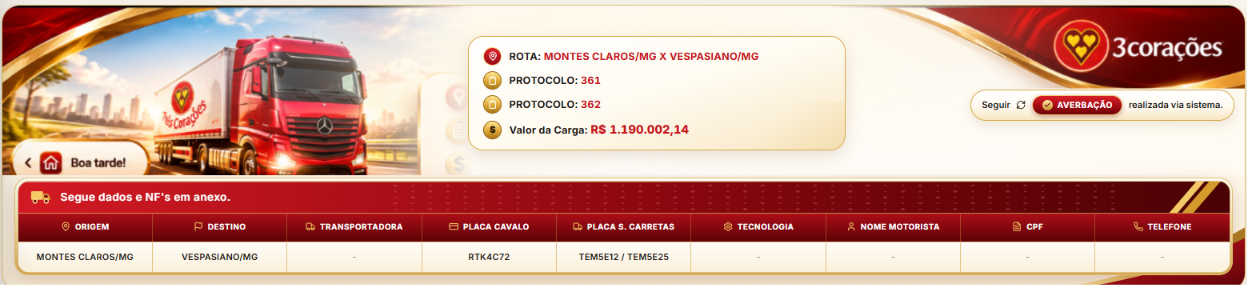 3corações
ROTA: MONTES CLAROS/MG X VESPASIANO/MG
PROTOCOLO: 361
PROTOCOLO: 362
Valor da Carga: R$ 1.190.002,14
Seguir AVERBAÇÃO realizada via sistema.
Três Corações
Boa tarde!
Segue dados e NF's em anexo.
ORIGEM DESTINO TRANSPORTADORA PLACA CAVALO PLACA S. CARRETAS TECNOLOGIA NOME MOTORISTA CPF TELEFONE
MONTES CLAROS/MG VESPASIANO/MG - RTK4C72 TEM5E12 / TEM5E25 - - - -